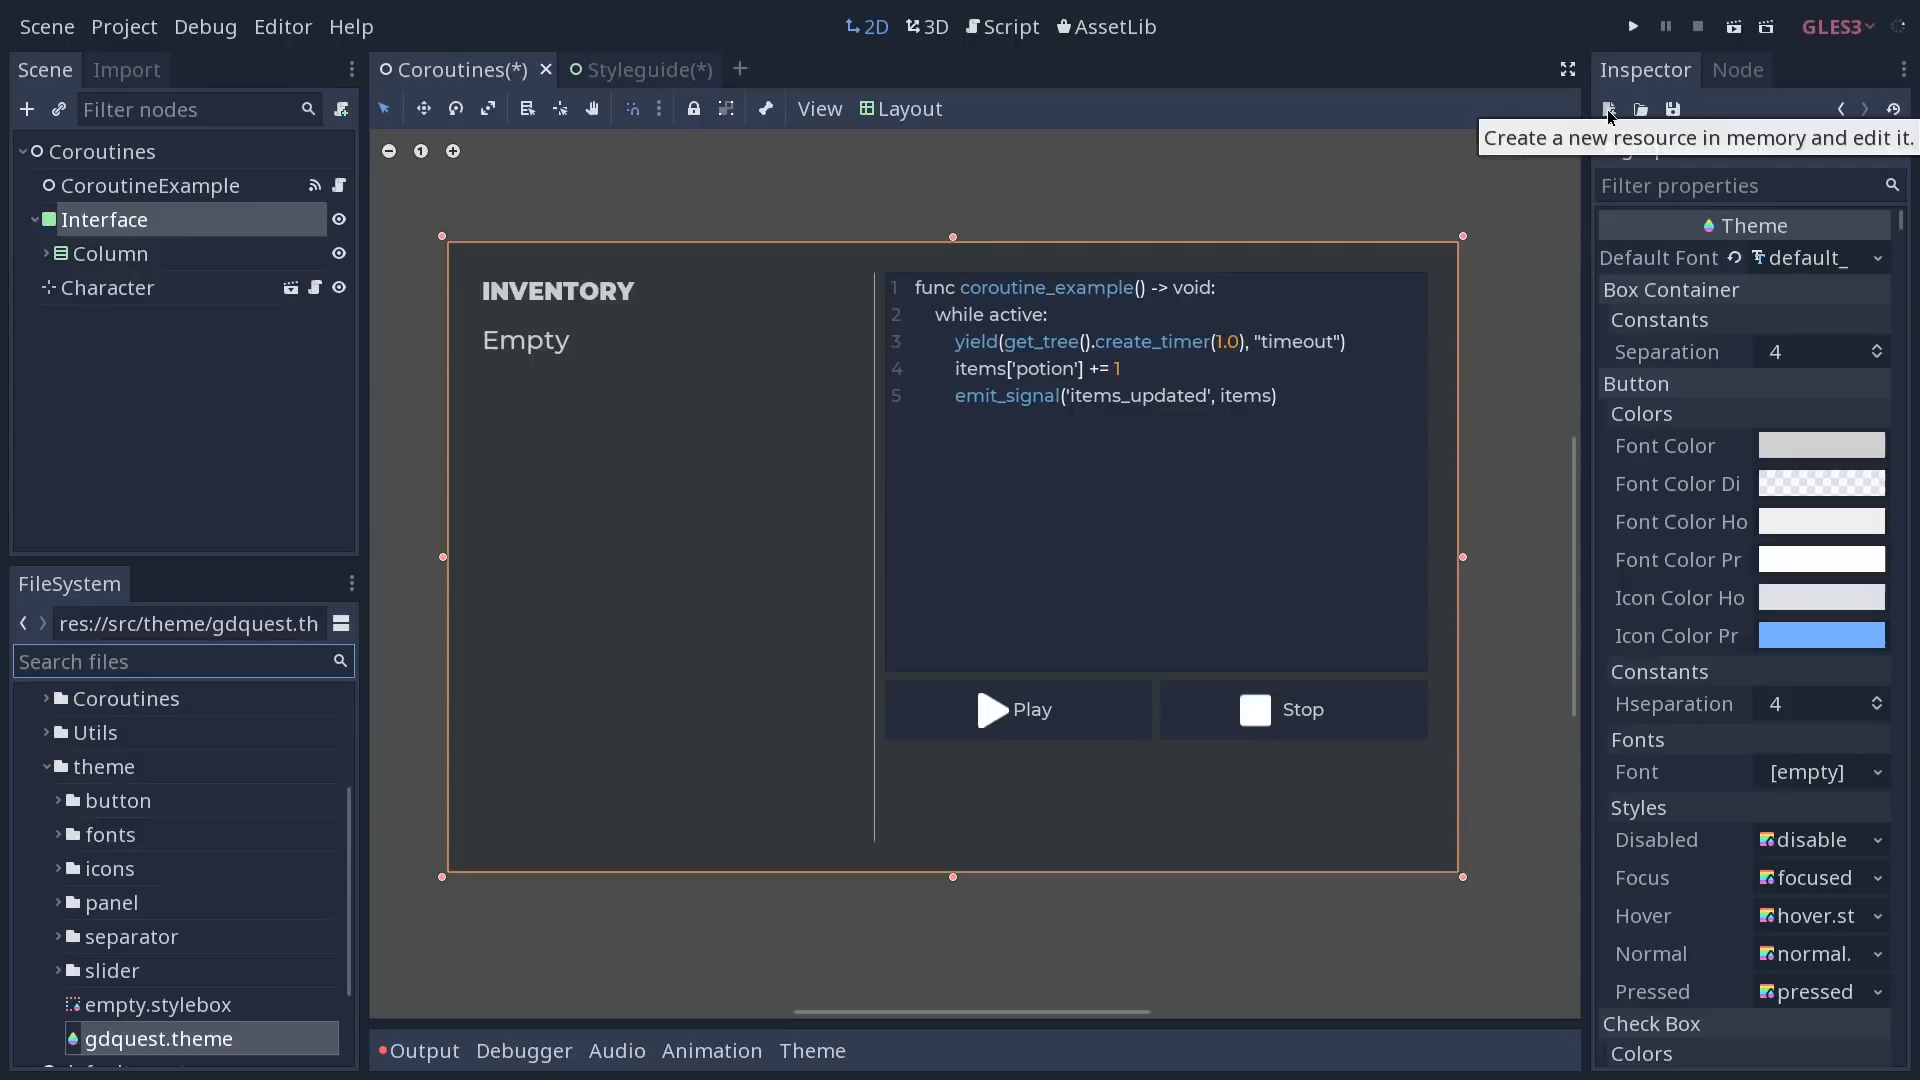 Scene Project Debug Editor Help
2D 3D Script AssetLib
GLES3
Scene Import
Filter nodes
Coroutines
CoroutineExample
Interface
Column
Character
FileSystem
res://src/theme/gdquest.th
Search files
Coroutines
Utils
theme
button
fonts
icons
panel
separator
slider
empty.stylebox
gdquest.theme
Coroutines(*) Styleguide(*)
View Layout
1
INVENTORY
Empty
1 func coroutine_example() -> void:
2 while active:
3 yield(get_tree().create_timer(1.0), "timeout")
4 items['potion'] += 1
5 emit_signal('items_updated', items)
Play Stop
Output Debugger Audio Animation Theme
Inspector Node
Create a new resource in memory and edit it.
Filter properties
Theme
Default Font default_
Box Container
Constants
Separation 4
Button
Colors
Font Color
Font Color Di
Font Color Ho
Font Color Pr
Icon Color Ho
Icon Color Pr
Constants
Hseparation 4
Fonts
Font [empty]
Styles
Disabled disable
Focus focused
Hover hover.st
Normal normal.
Pressed pressed
Check Box
Colors